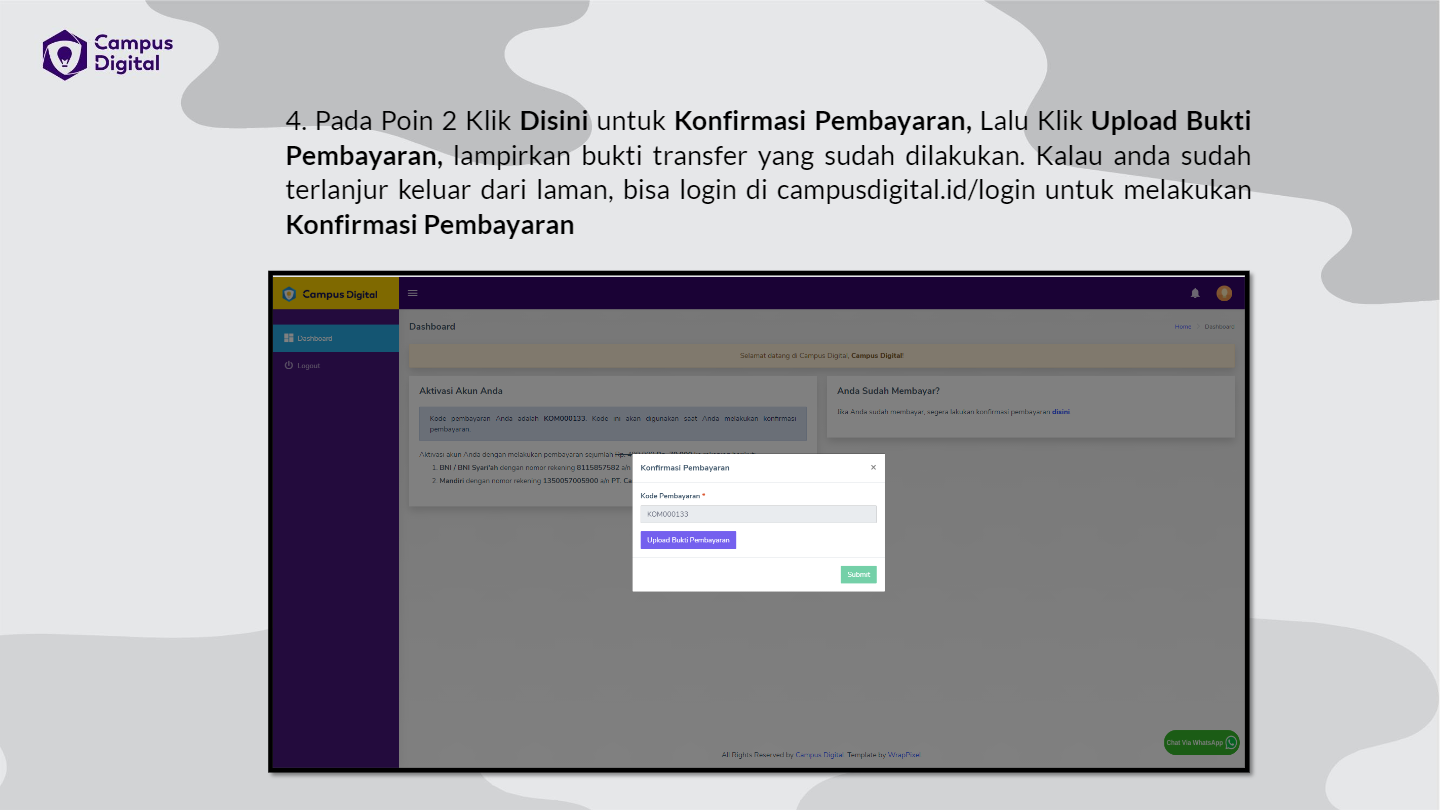 Campus
Digital
4. Pada Poin 2 Klik Disini untuk Konfirmasi Pembayaran, Lalu Klik Upload Bukti
Pembayaran, lampirkan bukti transfer yang sudah dilakukan. Kalau anda sudah
terlanjur keluar dari laman, bisa login di campusdigital.id/login untuk melakukan
Konfirmasi Pembayaran
Campus Digital
Dashboard
Home
Dashboard
Dashboard
Selamat datang di Campus Digital, Campus Digital!
Logout
Aktivasi Akun Anda
Anda Sudah Membayar?
Kode pembayaran Anda adalah KOM000133. Kode ini akan digunakan saat Anda melakukan konfirmasi
pembayaran.
Jika Anda sudah membayar, segera lakukan konfirmasi pembayaran disini
Aktivasi akun Anda dengan melakukan pembayaran sejumlah
1. BNI / BNI Syari'ah dengan nomor rekening 8115857582 a/n
2. Mandiri dengan nomor rekening 1350057005900 a/n PT.
Konfirmasi Pembayaran ×
Kode Pembayaran *
KOM000133
Upload Bukti Pembayaran
Submit
Chat Via WhatsApp
All Rights Reserved by Campus Digital. Template by WrapPixel.